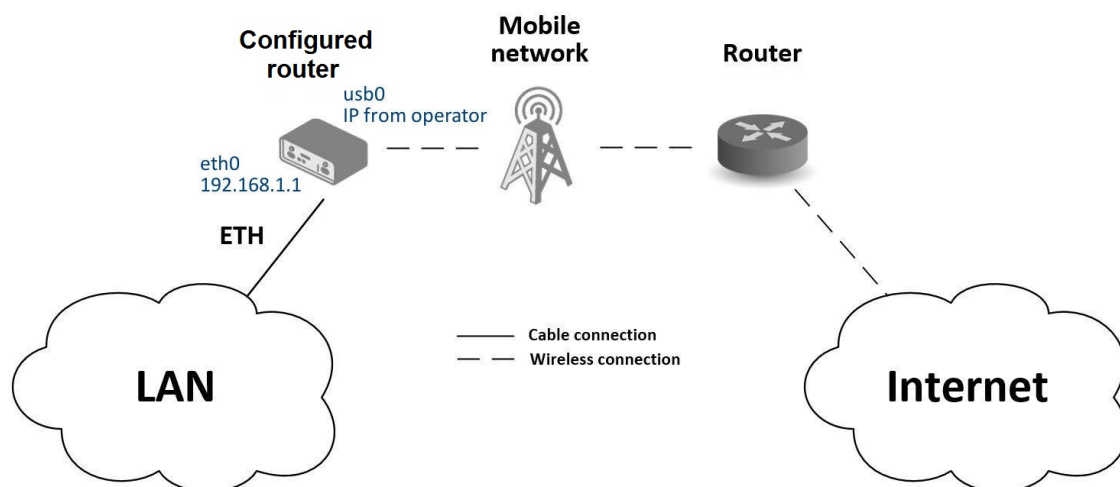 Configured
router
Mobile
network
Router
usb0
IP from operator
eth0
192.168.1.1
ETH
Cable connection
Wireless connection
LAN
Internet